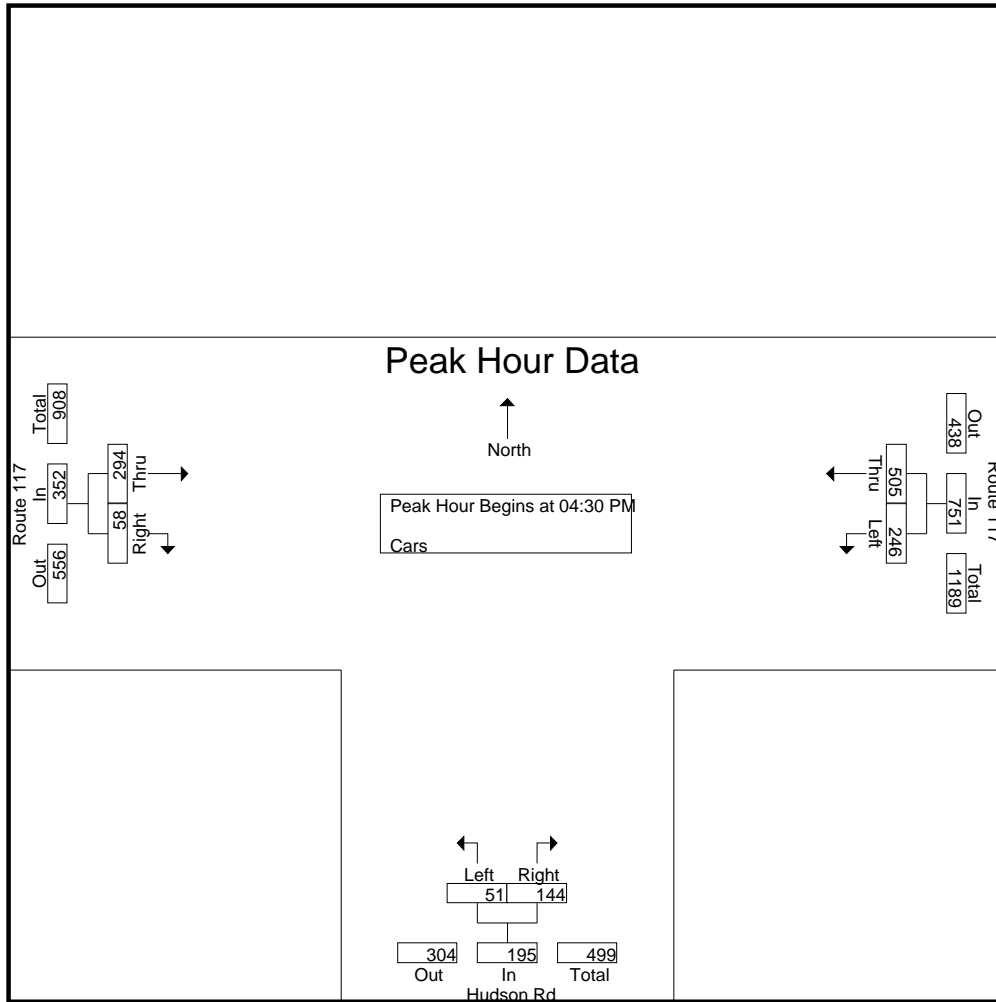 Peak Hour Data
North
Peak Hour Begins at 04:30 PM
Cars
Route 117
Total
908
In
352
Out
556
294
Thru
58
Right
Route 117
Out
438
In
751
Total
1189
505
Thru
246
Left
Left Right
51 144
304 195 499
Out In Total
Hudson Rd